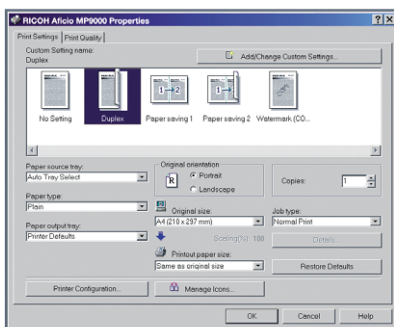 RICOH Aficio MP9000 Properties
Print Settings
Print Quality
Custom Setting name:
Duplex
Add/Change Custom Settings...
1 2
1
No Setting
Duplex
Paper saving 1
Paper saving 2
Watermark (CO...
Paper source tray:
Auto Tray Select
Paper type:
Plain
Paper output tray:
Printer Defaults
Original orientation
R
Portrait
Landscape
Original size:
A4 (210 x 297 mm)
Scaling(%): 100
Printout paper size:
Same as original size
Copies:
1
Job type:
Normal Print
Details...
Restore Defaults
Printer Configuration...
Manage Icons...
OK
Cancel
Help